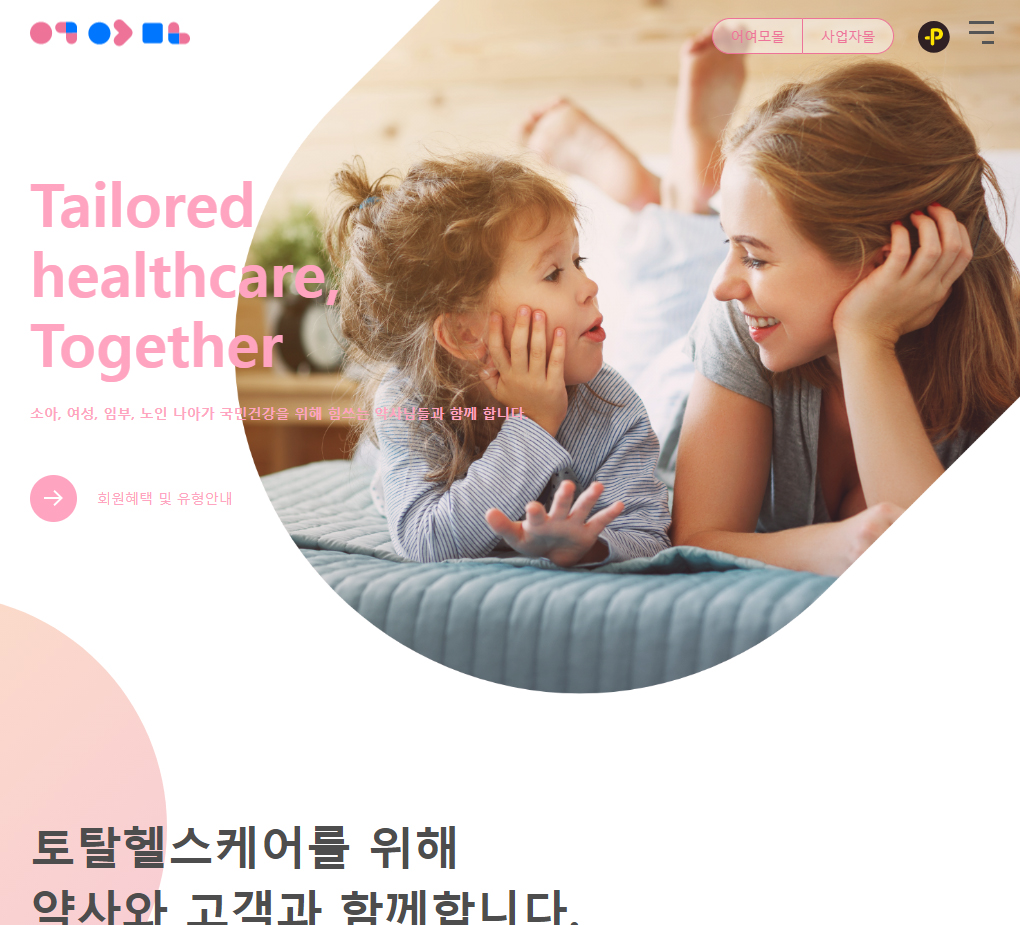 어여모몰 사업자몰
Tailored
healthcare,
Together
소아, 여성, 임부, 노인 나아가 국민건강을 위해 힘쓰는 약사님들과 함께 합니다
회원혜택 및 유형안내
토탈헬스케어를 위해
약사와 고객과 함께합니다.